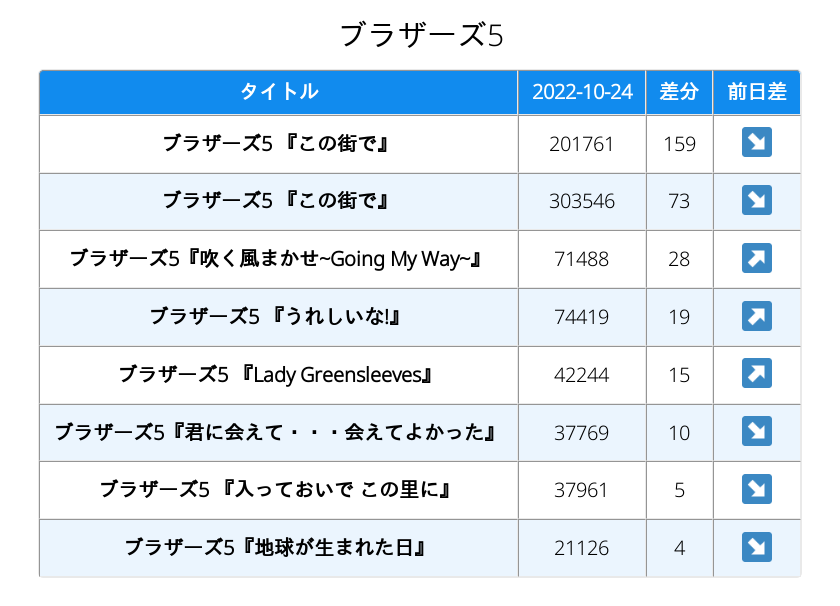 ブラザーズ5
タイトル 2022-10-24 差分 前日差
ブラザーズ5 『この街で』 201761 159 ↘
ブラザーズ5 『この街で』 303546 73 ↘
ブラザーズ5『吹く風まかせ~Going My Way~』 71488 28 ↗
ブラザーズ5 『うれしいな!』 74419 19 ↗
ブラザーズ5 『Lady Greensleeves』 42244 15 ↗
ブラザーズ5『君に会えて・・・会えてよかった』 37769 10 ↘
ブラザーズ5 『入っておいで この里に』 37961 5 ↘
ブラザーズ5『地球が生まれた日』 21126 4 ↘